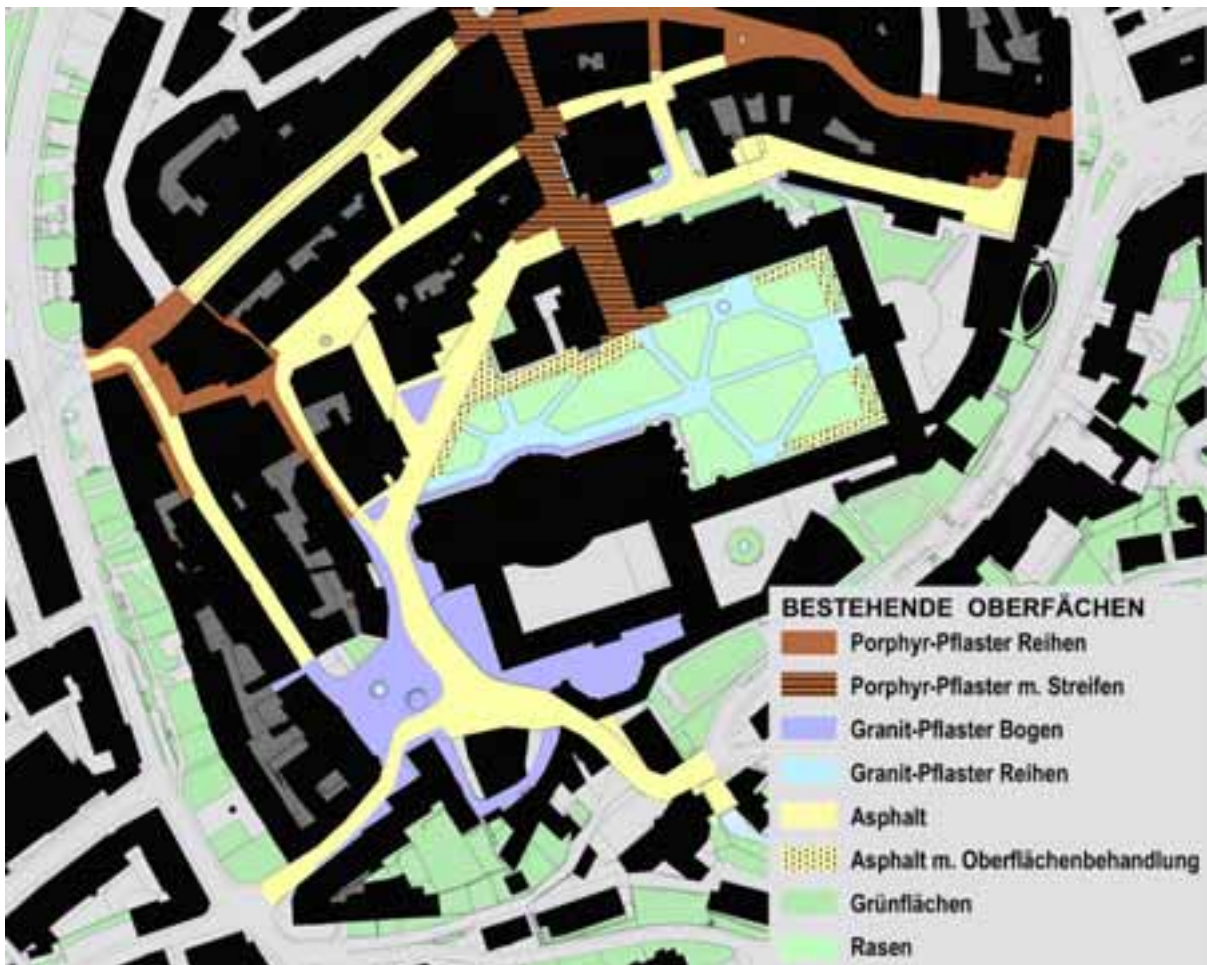 BESTEHENDE OBERFÄCHEN
Porphyr-Pflaster Reihen
Porphyr-Pflaster m. Streifen
Granit-Pflaster Bogen
Granit-Pflaster Reihen
Asphalt
Asphalt m. Oberflächenbehandlung
Grünflächen
Rasen